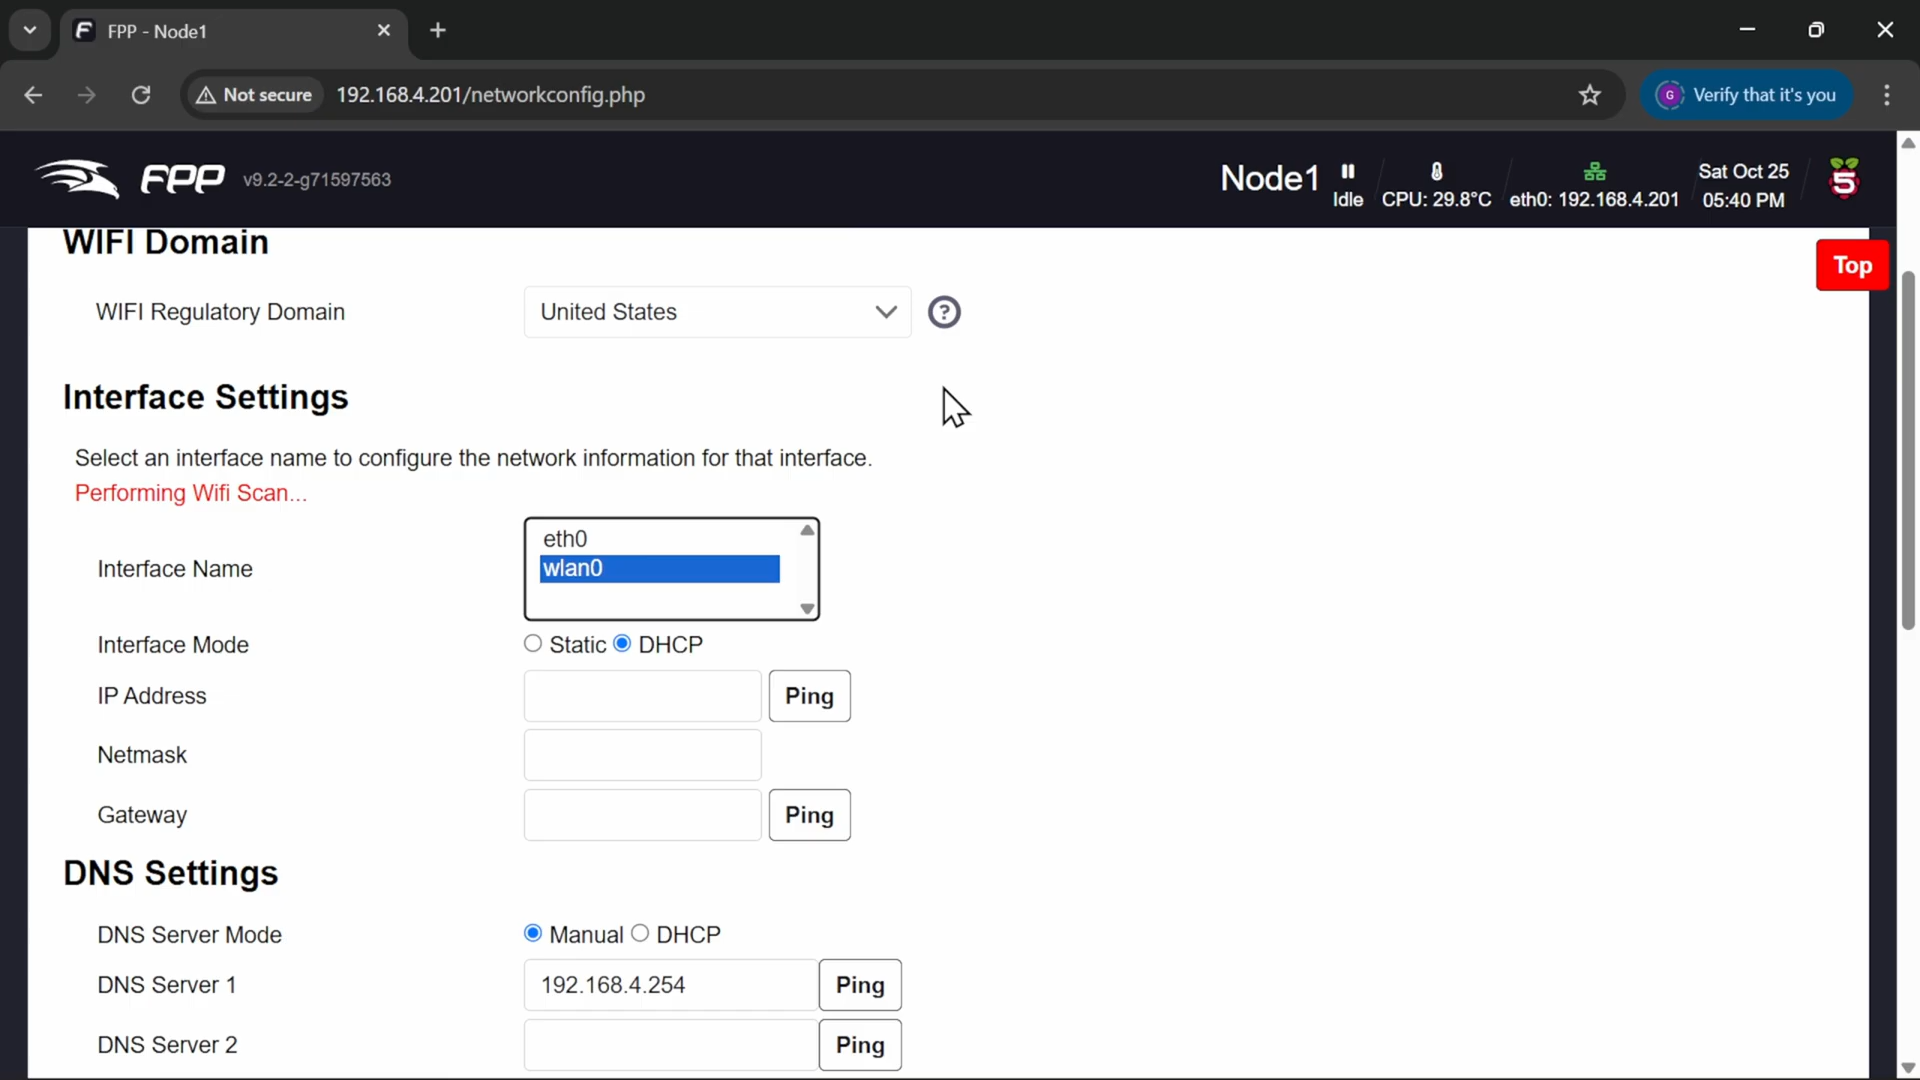 FPP - Node1
Not secure
192.168.4.201/networkconfig.php
G
Verify that it's you
FPP
v9.2-2-g71597563
Node1
Idle
CPU: 29.8°C
eth0: 192.168.4.201
Sat Oct 25
05:40 PM
5
WIFI Domain
Top
WIFI Regulatory Domain
United States
?
Interface Settings
Select an interface name to configure the network information for that interface.
Performing Wifi Scan...
Interface Name
eth0
wlan0
Interface Mode
Static
DHCP
IP Address
Ping
Netmask
Gateway
Ping
DNS Settings
DNS Server Mode
Manual
DHCP
DNS Server 1
192.168.4.254
Ping
DNS Server 2
Ping